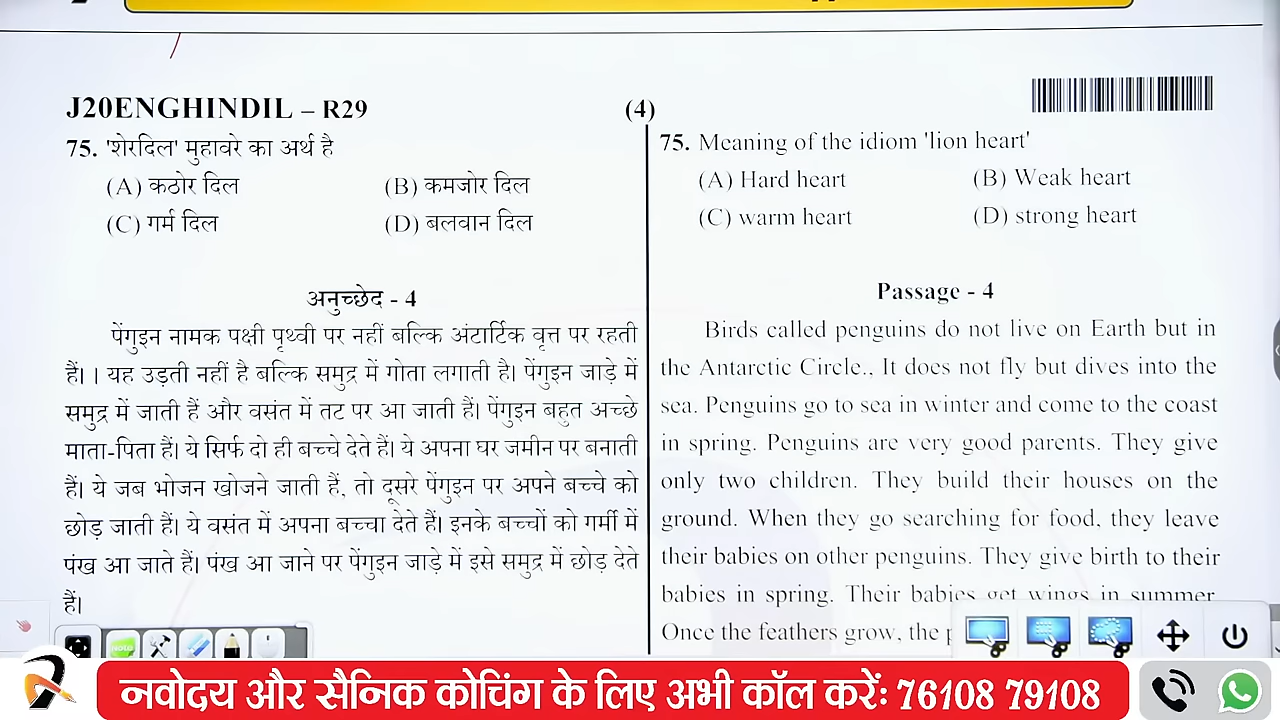 J20ENGHINDIL – R29
(4)
75. 'शेरदिल' मुहावरे का अर्थ है
(A) कठोर दिल (B) कमजोर दिल
(C) गर्म दिल (D) बलवान दिल
अनुच्छेद - 4
पेंगुइन नामक पक्षी पृथ्वी पर नहीं बल्कि अंटार्टिक वृत्त पर रहती
हैं। । यह उड़ती नहीं है बल्कि समुद्र में गोता लगाती है। पेंगुइन जाड़े में
समुद्र में जाती हैं और वसंत में तट पर आ जाती हैं। पेंगुइन बहुत अच्छे
माता-पिता हैं। ये सिर्फ दो ही बच्चे देते हैं। ये अपना घर जमीन पर बनाती
हैं। ये जब भोजन खोजने जाती हैं, तो दूसरे पेंगुइन पर अपने बच्चे को
छोड़ जाती हैं। ये वसंत में अपना बच्चा देते हैं। इनके बच्चों को गर्मी में
पंख आ जाते हैं। पंख आ जाने पर पेंगुइन जाड़े में इसे समुद्र में छोड़ देते
हैं।
75. Meaning of the idiom 'lion heart'
(A) Hard heart (B) Weak heart
(C) warm heart (D) strong heart
Passage - 4
Birds called penguins do not live on Earth but in
the Antarctic Circle., It does not fly but dives into the
sea. Penguins go to sea in winter and come to the coast
in spring. Penguins are very good parents. They give
only two children. They build their houses on the
ground. When they go searching for food, they leave
their babies on other penguins. They give birth to their
babies in spring. Their babies get wings in summer.
Once the feathers grow, the
नवोदय और सैनिक कोचिंग के लिए अभी कॉल करें: 76108 79108